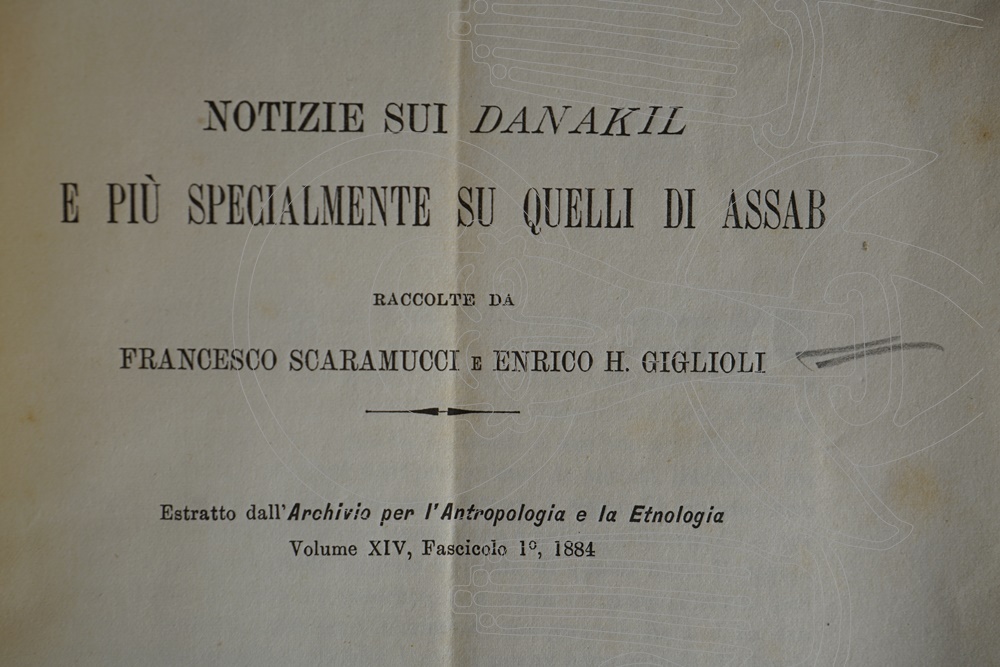 NOTIZIE SUI DANAKIL
E PIÙ SPECIALMENTE SU QUELLI DI ASSAB
RACCOLTE DA
FRANCESCO SCARAMUCCI E ENRICO H. GIGLIOLI
Estratto dall'Archivio per l'Antropologia e la Etnologia
Volume XIV, Fascicolo 1º, 1884